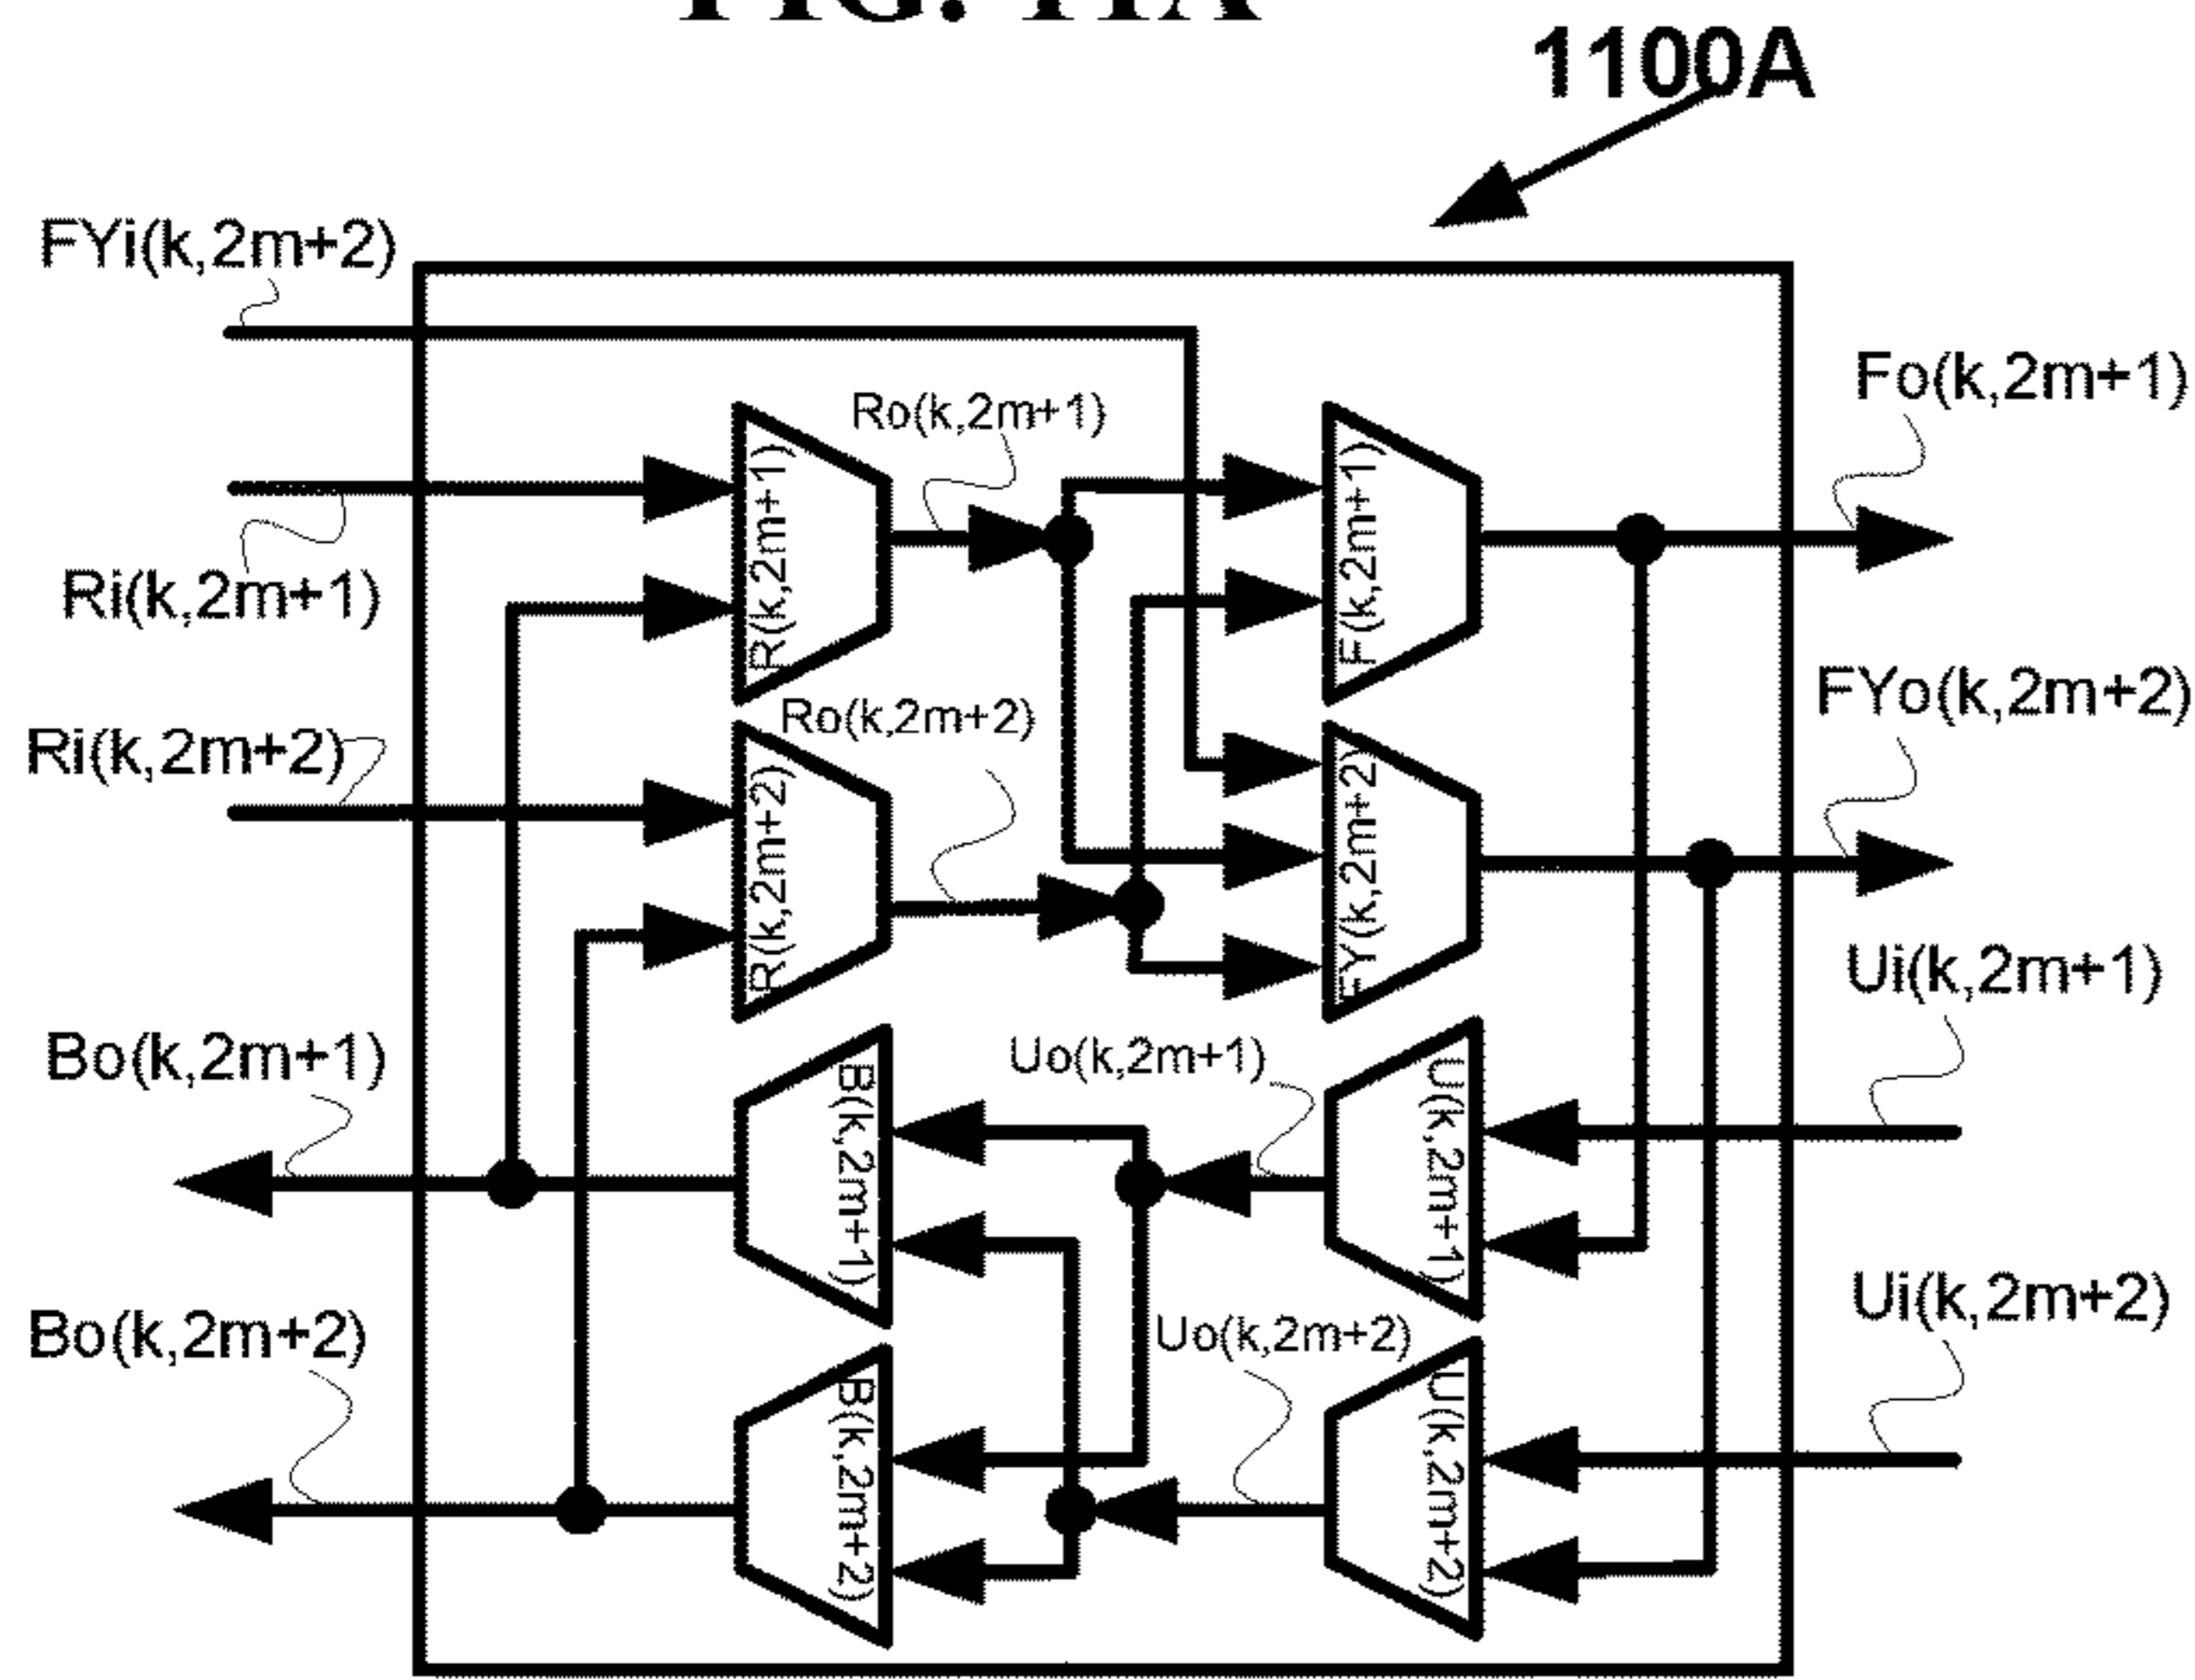 FIG. 11A
1100A
FYi(k,2m+2)
Ro(k,2m+1)
Fo(k,2m+1)
R(k,2m+1)
F(k,2m+1)
Ri(k,2m+1)
Ri(k,2m+2)
Ro(k,2m+2)
FYo(k,2m+2)
R(k,2m+2)
FY(k,2m+2)
Ui(k,2m+1)
Bo(k,2m+1)
Uo(k,2m+1)
B(k,2m+1)
U(k,2m+1)
Bo(k,2m+2)
Uo(k,2m+2)
Ui(k,2m+2)
B(k,2m+2)
U(k,2m+2)